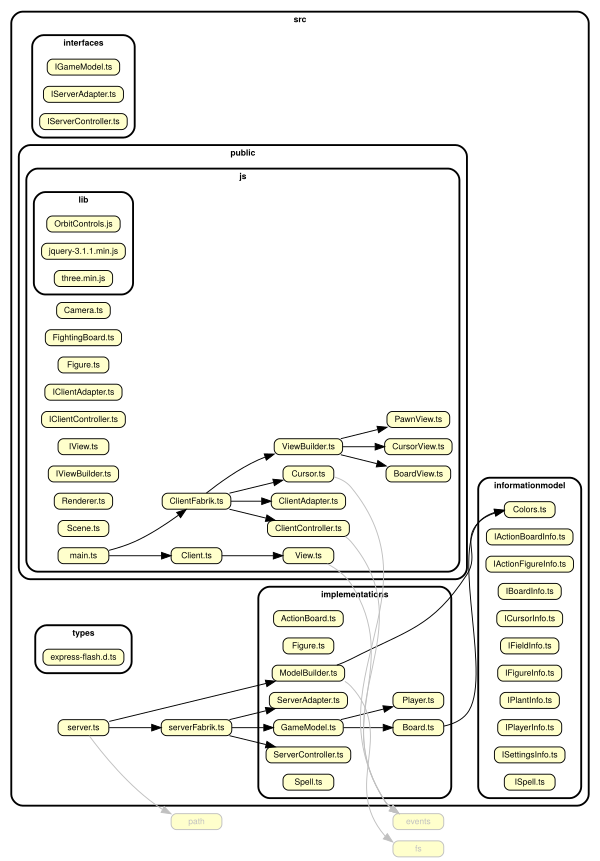 src
interfaces
IGameModel.ts
IServerAdapter.ts
IServerController.ts
public
js
lib
OrbitControls.js
jquery-3.1.1.min.js
three.min.js
Camera.ts
FightingBoard.ts
Figure.ts
IClientAdapter.ts
IClientController.ts
PawnView.ts
IView.ts
ViewBuilder.ts
CursorView.ts
IViewBuilder.ts
Cursor.ts
BoardView.ts
Renderer.ts
ClientFabrik.ts
ClientAdapter.ts
Scene.ts
ClientController.ts
main.ts
Client.ts
View.ts
informationmodel
Colors.ts
IActionBoardInfo.ts
IActionFigureInfo.ts
IBoardInfo.ts
ICursorInfo.ts
IFieldInfo.ts
IFigureInfo.ts
IPlantInfo.ts
IPlayerInfo.ts
ISettingsInfo.ts
ISpell.ts
implementations
ActionBoard.ts
Figure.ts
ModelBuilder.ts
ServerAdapter.ts
Player.ts
GameModel.ts
Board.ts
ServerController.ts
Spell.ts
types
express-flash.d.ts
server.ts
serverFabrik.ts
path
events
fs